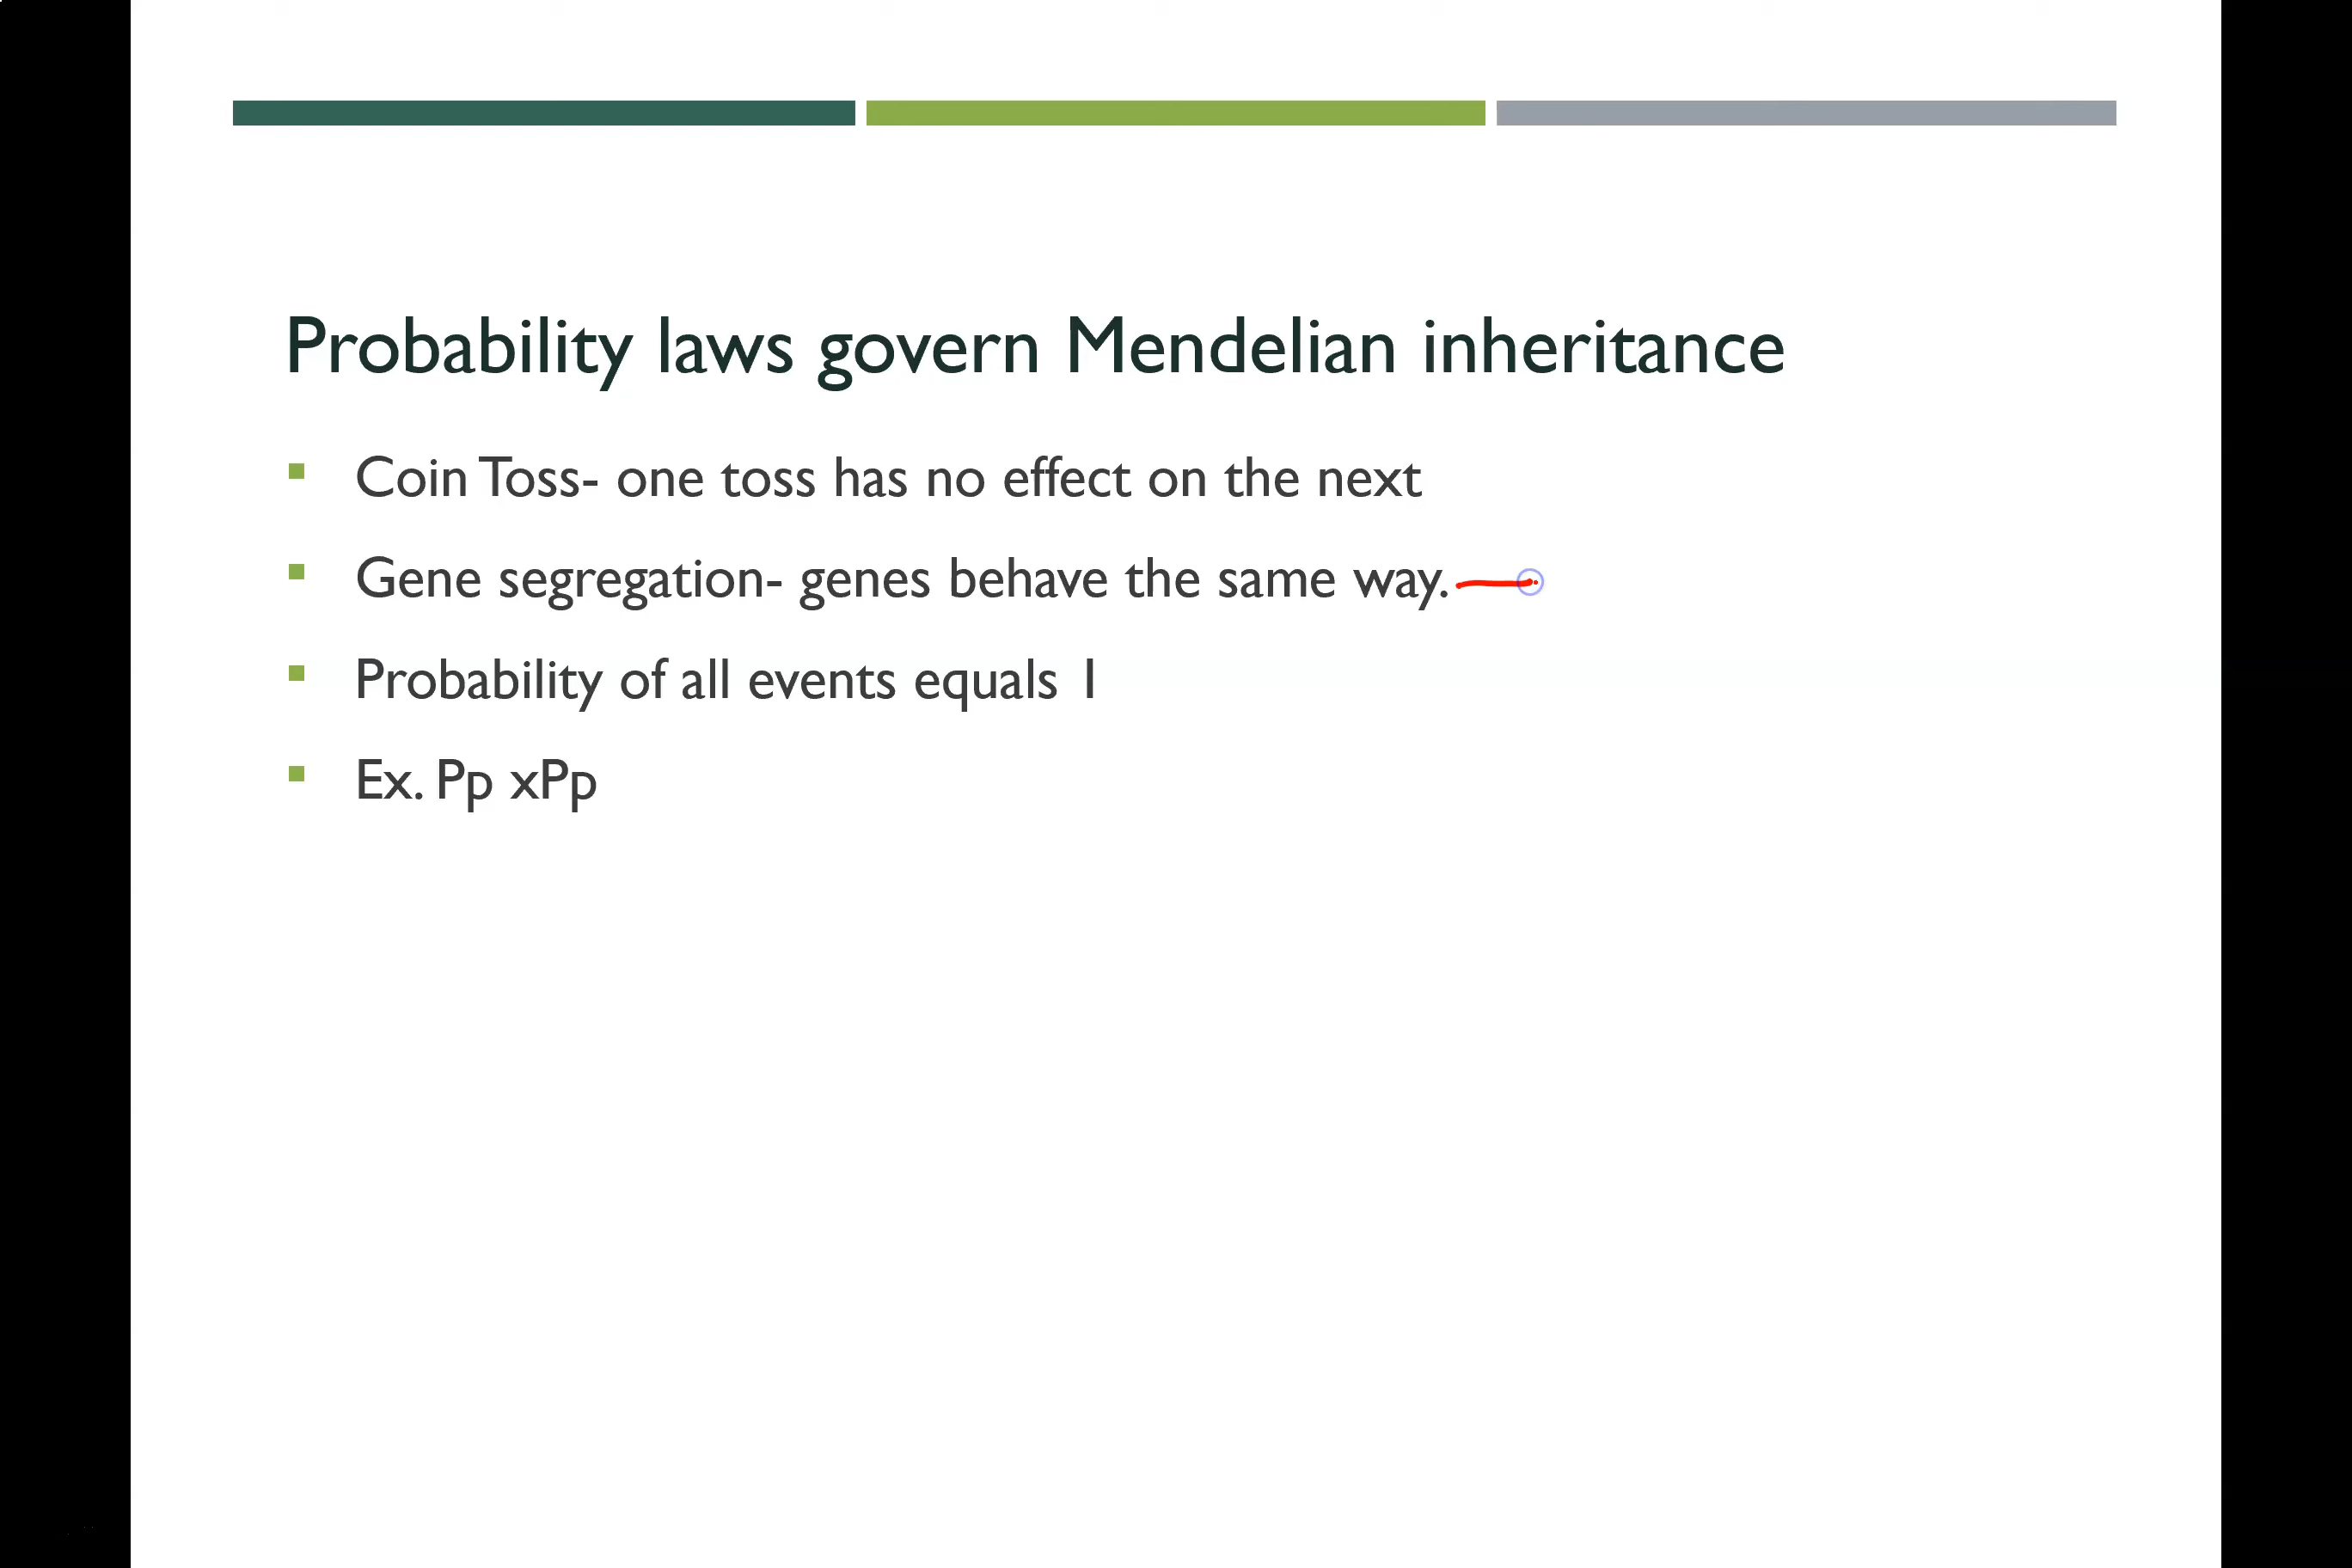 Probability laws govern Mendelian inheritance
Coin Toss- one toss has no effect on the next
Gene segregation- genes behave the same way.
Probability of all events equals 1
Ex. Pp xPp